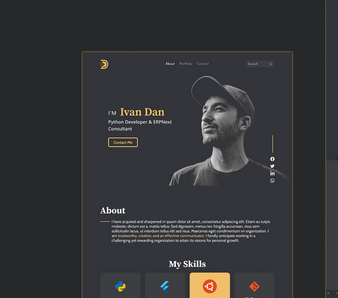 About Portfolio Contact Search
I'M Ivan Dan
Python Developer & ERPNext
Consultant
Contact Me
About
I have acquired and sharpened m ipsum dolor sit amet, consectetur adipiscing elit. Etiam eu turpis
molestie, dictum est a, mattis tellus. Sed dignissim, metus nec fringilla accumsan, risus sem
sollicitudin lacus, ut interdum tellus elit sed risus. Maecenas eget condimentum vn organization. I
am trustworthy, creative, and an effective communicator. I finally anticipate working in a
challenging yet rewarding organization to attain its visions for personal growth.
My Skills